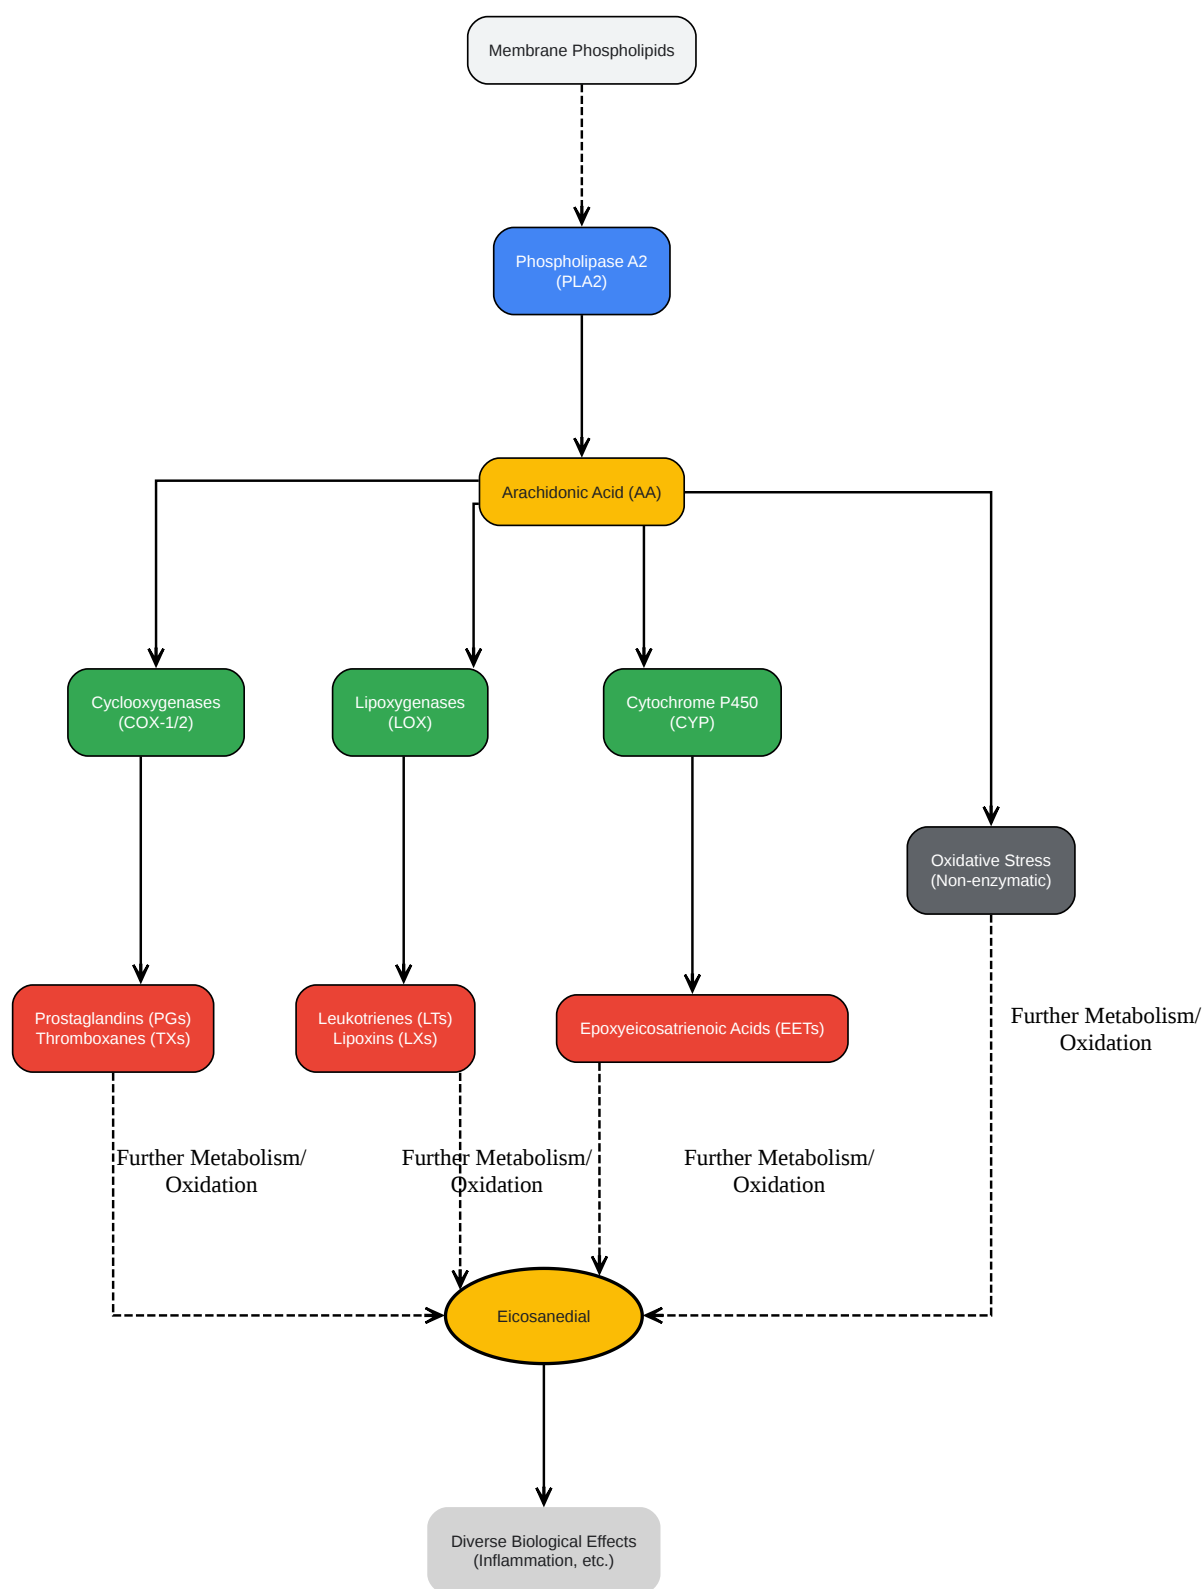 Membrane Phospholipids
Phospholipase A2
(PLA2)
Arachidonic Acid (AA)
Cyclooxygenases
(COX-1/2)
Lipoxygenases
(LOX)
Cytochrome P450
(CYP)
Oxidative Stress
(Non-enzymatic)
Prostaglandins (PGs)
Thromboxanes (TXs)
Leukotrienes (LTs)
Lipoxins (LXs)
Epoxyeicosatrienoic Acids (EETs)
Further Metabolism/
Oxidation
Further Metabolism/
Oxidation
Further Metabolism/
Oxidation
Further Metabolism/
Oxidation
Eicosanedial
Diverse Biological Effects
(Inflammation, etc.)